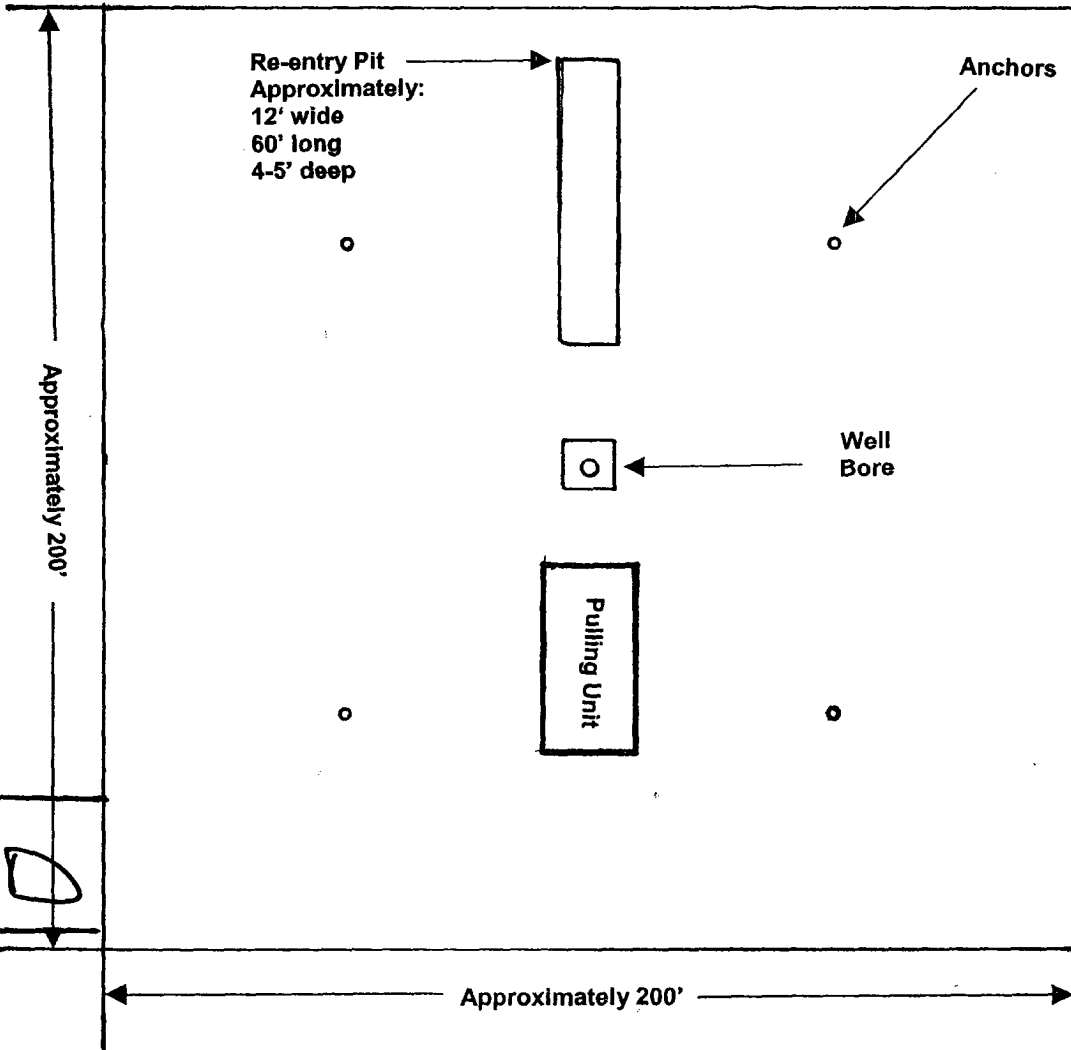 Re-entry Pit
Approximately:
12' wide
60' long
4-5' deep
Anchors
Approximately 200'
Well
Bore
Pulling Unit
D
Approximately 200'